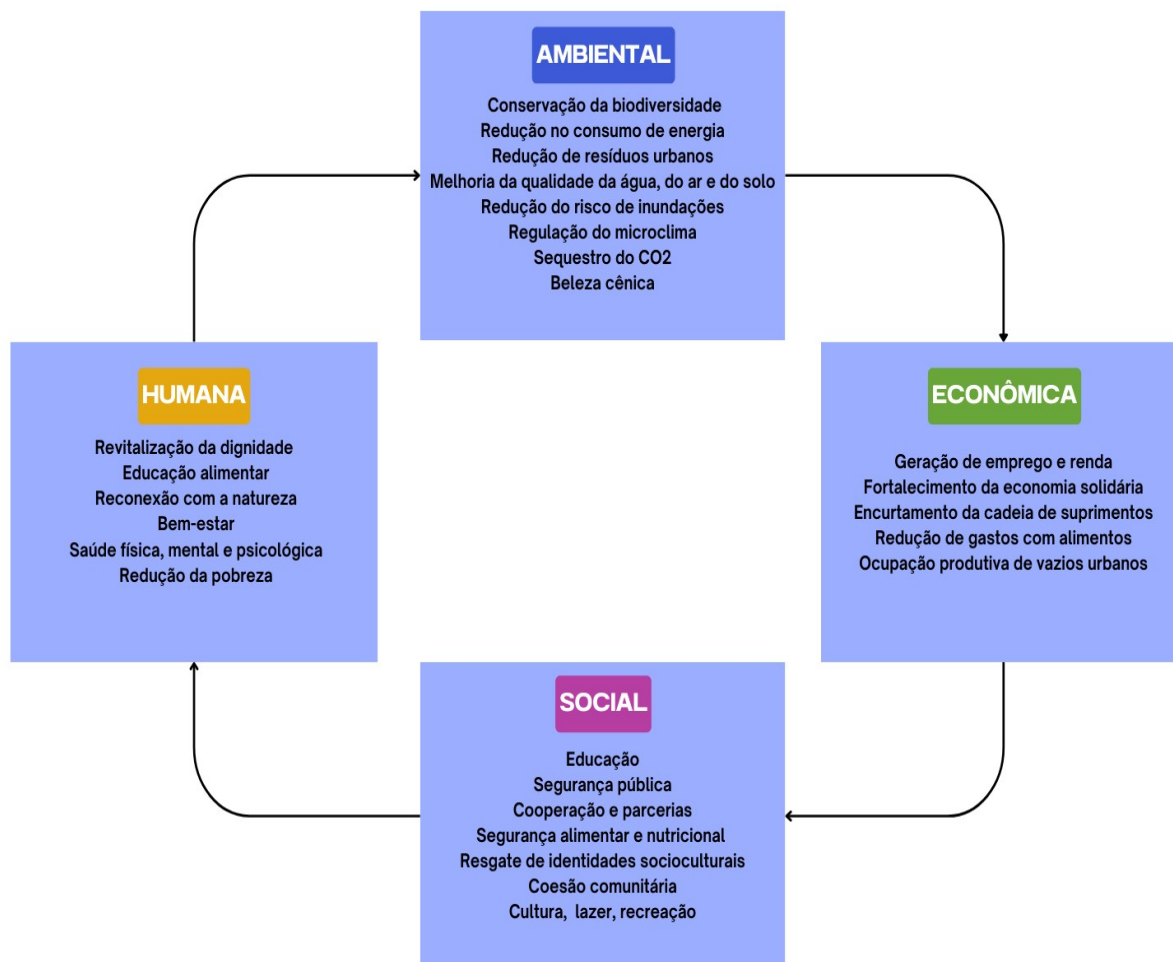 AMBIENTAL
Conservação da biodiversidade
Redução no consumo de energia
Redução de resíduos urbanos
Melhoria da qualidade da água, do ar e do solo
Redução do risco de inundações
Regulação do microclima
Sequestro do CO2
Beleza cênica
ECONÔMICA
Geração de emprego e renda
Fortalecimento da economia solidária
Encurtamento da cadeia de suprimentos
Redução de gastos com alimentos
Ocupação produtiva de vazios urbanos
SOCIAL
Educação
Segurança pública
Cooperação e parcerias
Segurança alimentar e nutricional
Resgate de identidades socioculturais
Coesão comunitária
Cultura, lazer, recreação
HUMANA
Revitalização da dignidade
Educação alimentar
Reconexão com a natureza
Bem-estar
Saúde física, mental e psicológica
Redução da pobreza